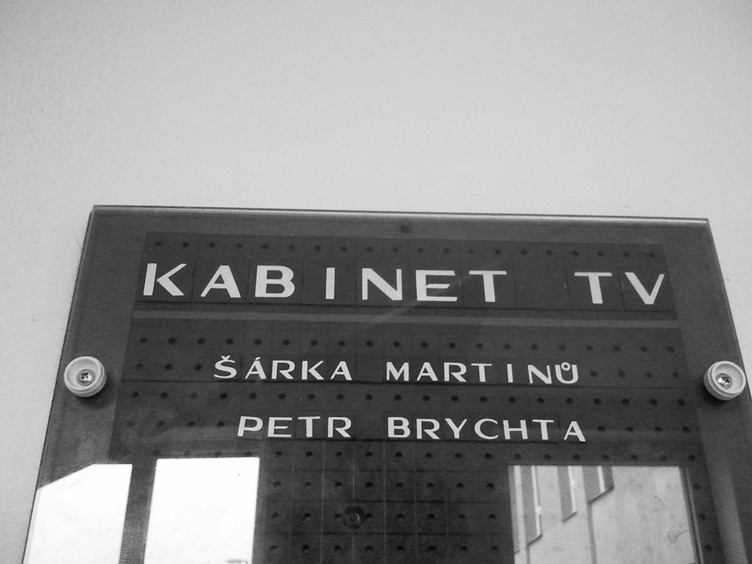 KABINET TV
ŠÁRKA MARTINŮ
PETR BRYCHTA